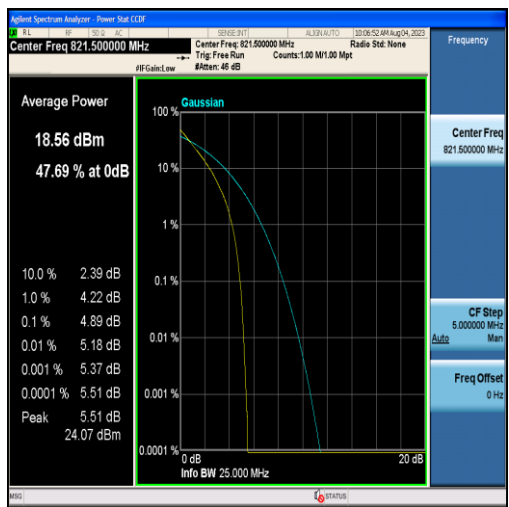 Agilent Spectrum Analyzer - Power Stat CCDF
RL RF 50 Ω AC SENSE:INT ALIGN AUTO 10:06:52 AM Aug 04, 2023
Center Freq 821.500000 MHz
Center Freq: 821.500000 MHz Radio Std: None
Trig: Free Run Counts:1.00 M/1.00 Mpt
#IFGain:Low #Atten: 46 dB
Frequency
Average Power
18.56 dBm
47.69 % at 0dB
10.0 % 2.39 dB
1.0 % 4.22 dB
0.1 % 4.89 dB
0.01 % 5.18 dB
0.001 % 5.37 dB
0.0001 % 5.51 dB
Peak 5.51 dB
24.07 dBm
Gaussian
100 %
10 %
1 %
0.1 %
0.01 %
0.001 %
0.0001 %
0 dB 20 dB
Info BW 25.000 MHz
Center Freq
821.500000 MHz
CF Step
5.000000 MHz
Auto Man
Freq Offset
0 Hz
MSG STATUS